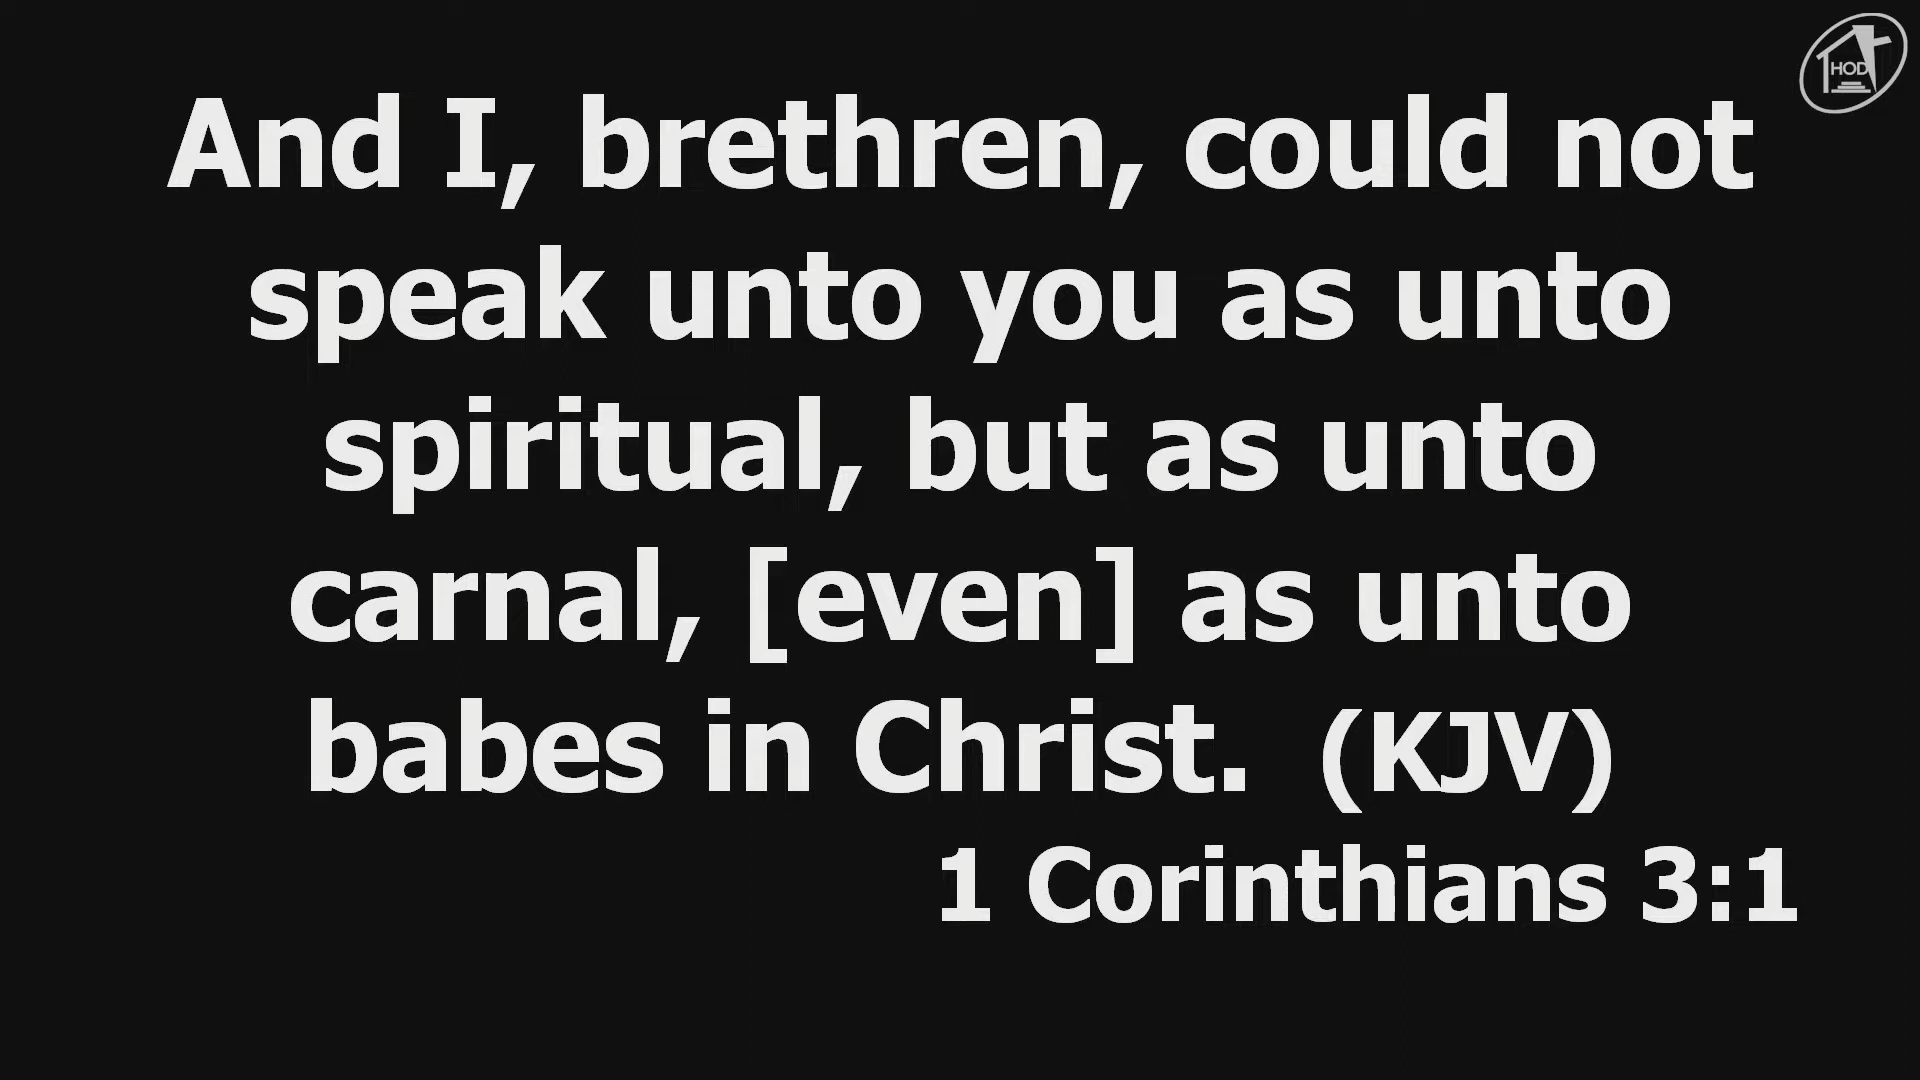 HOD
And I, brethren, could not
speak unto you as unto
spiritual, but as unto
carnal, [even] as unto
babes in Christ. (KJV)
1 Corinthians 3:1